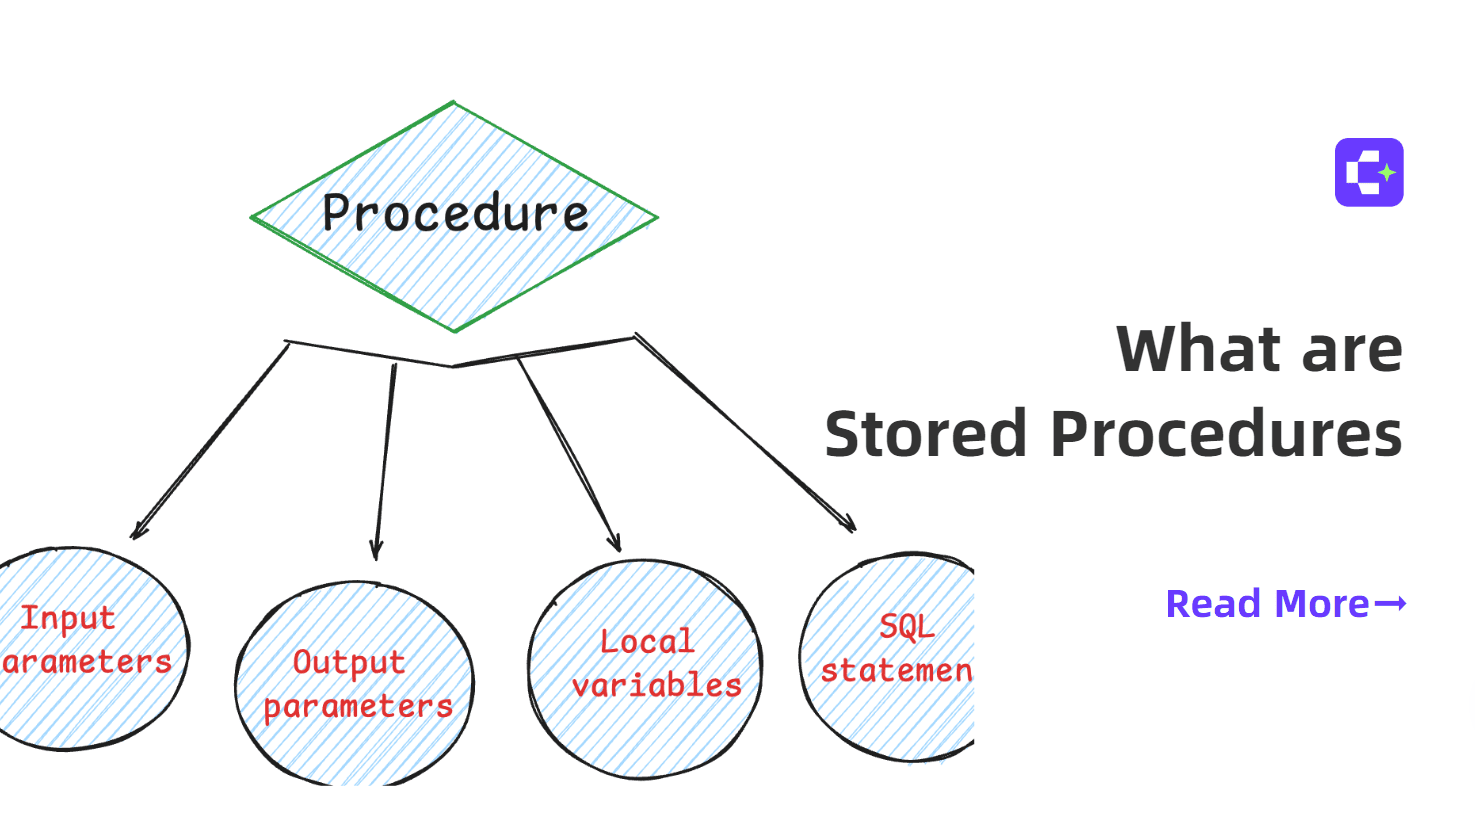 Procedure
What are
Stored Procedures
Read More→
Input
arameters
Output
parameters
Local
variables
SQL
statemen